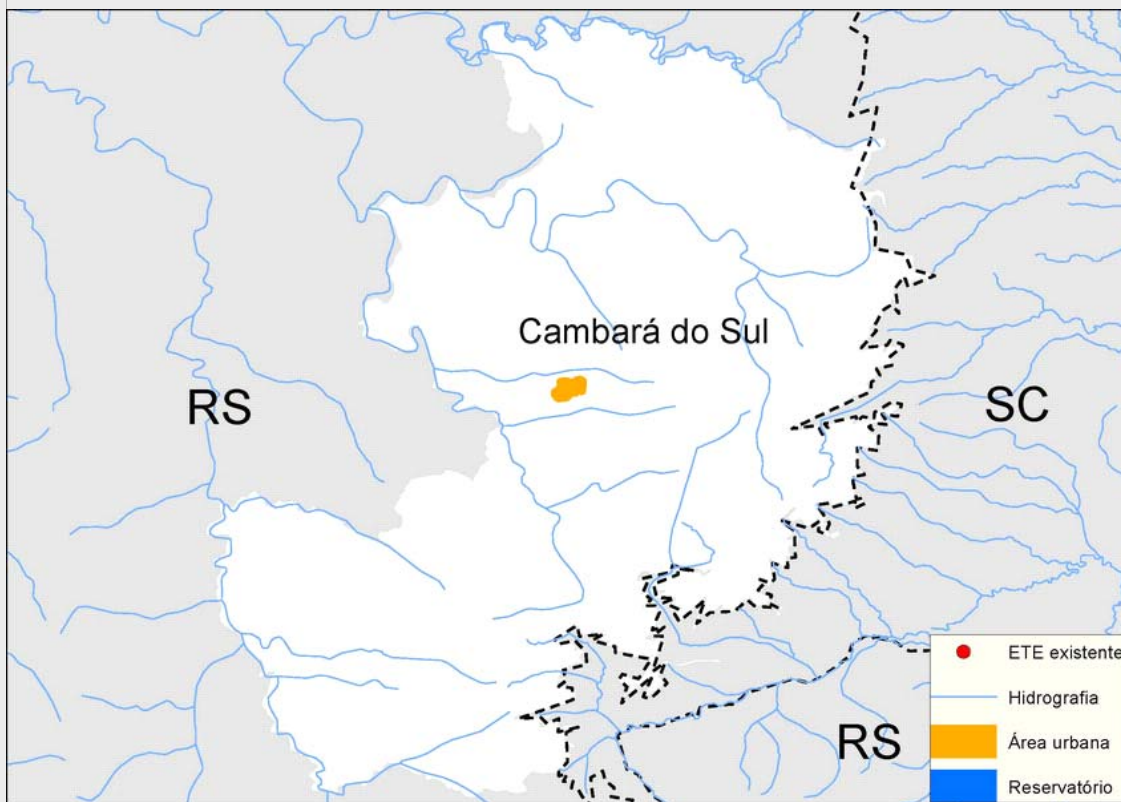 Cambará do Sul
RS
SC
RS
ETE existente
Hidrografia
Área urbana
Reservatório